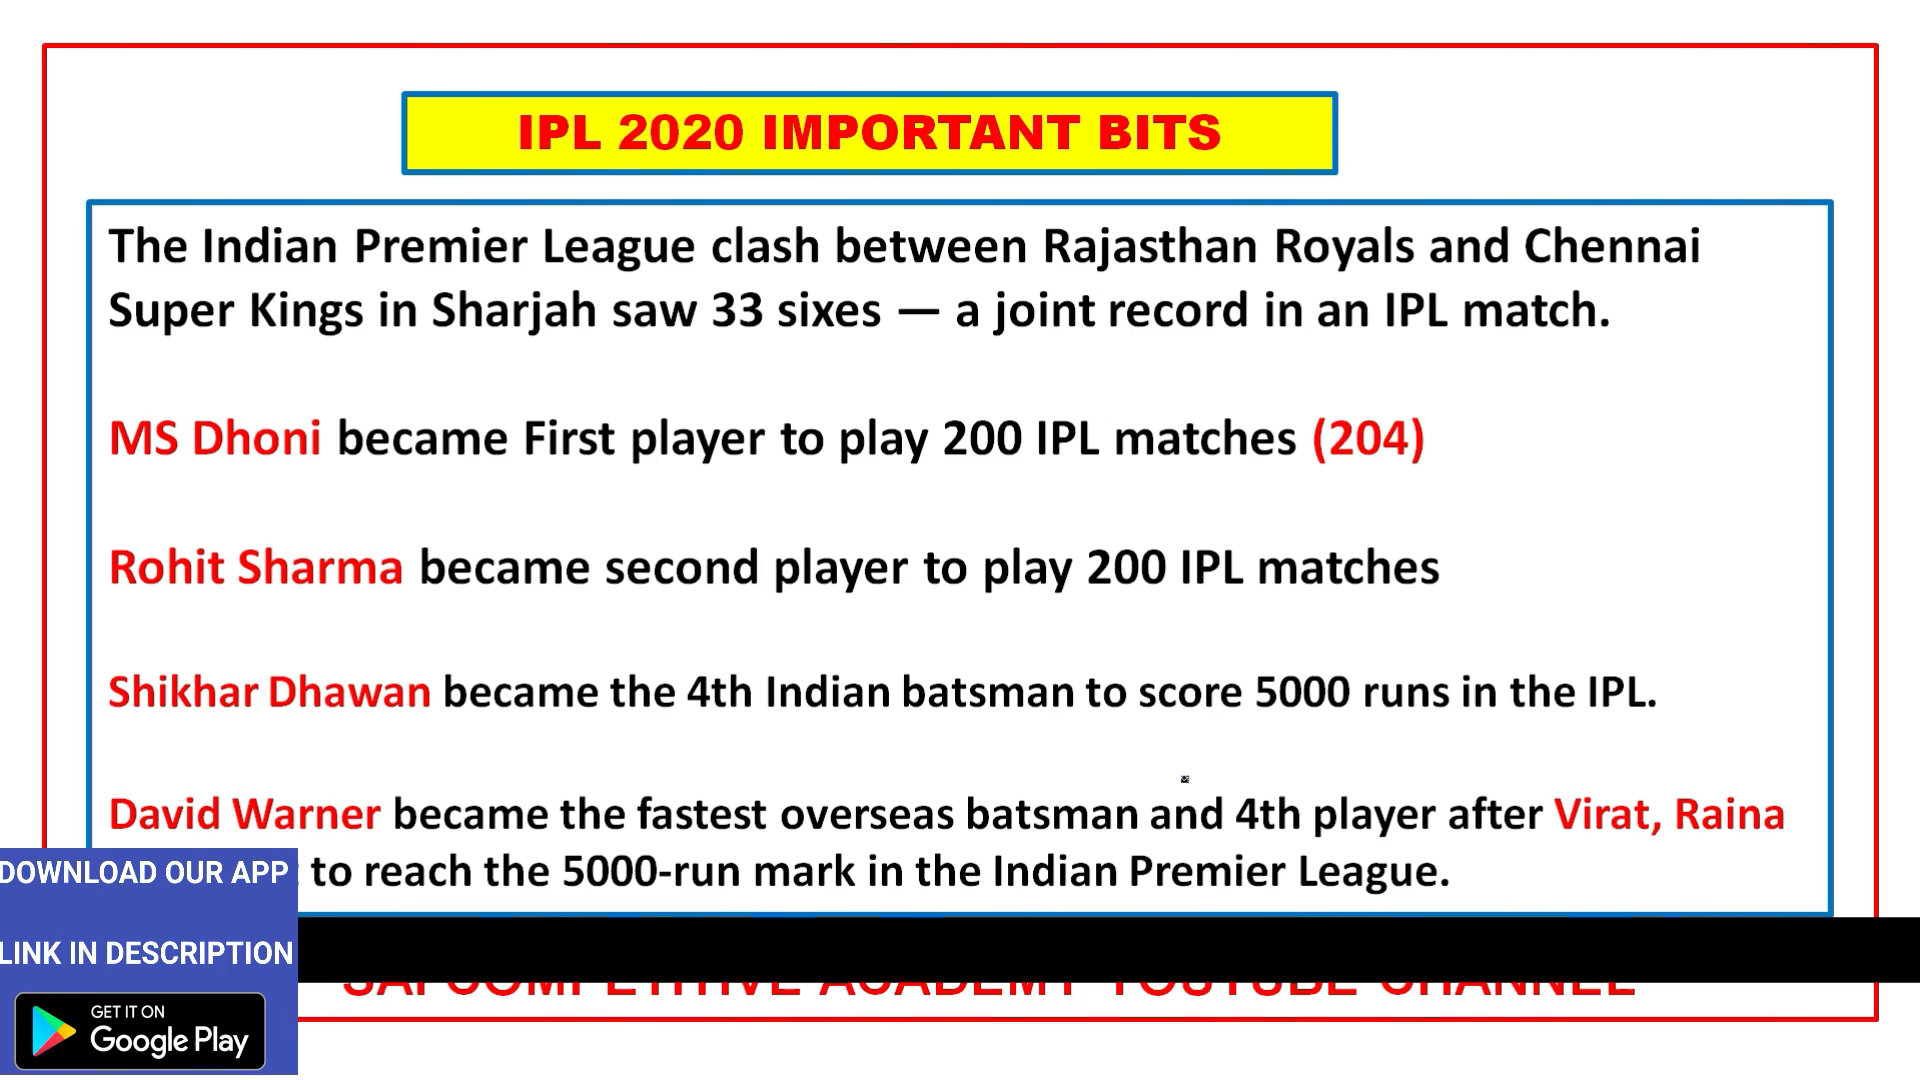 IPL 2020 IMPORTANT BITS
The Indian Premier League clash between Rajasthan Royals and Chennai
Super Kings in Sharjah saw 33 sixes — a joint record in an IPL match.
MS Dhoni became First player to play 200 IPL matches (204)
Rohit Sharma became second player to play 200 IPL matches
Shikhar Dhawan became the 4th Indian batsman to score 5000 runs in the IPL.
David Warner became the fastest overseas batsman and 4th player after Virat, Raina
to reach the 5000-run mark in the Indian Premier League.
DOWNLOAD OUR APP
LINK IN DESCRIPTION
COMPETITIVE ACADEMY YOUTUBE CHANNEL
GET IT ON
Google Play